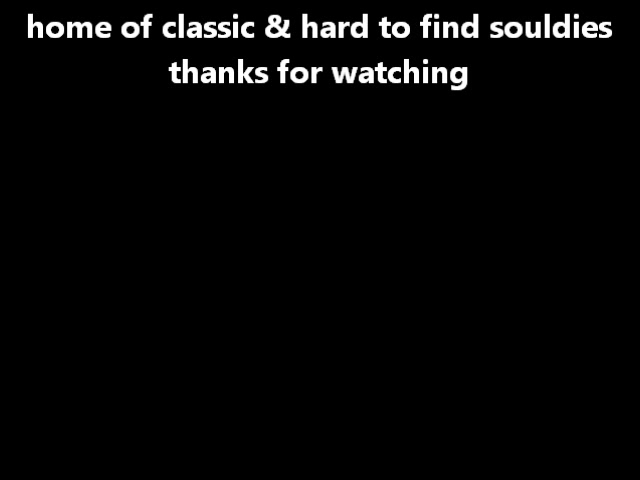 home of classic & hard to find souldies
thanks for watching